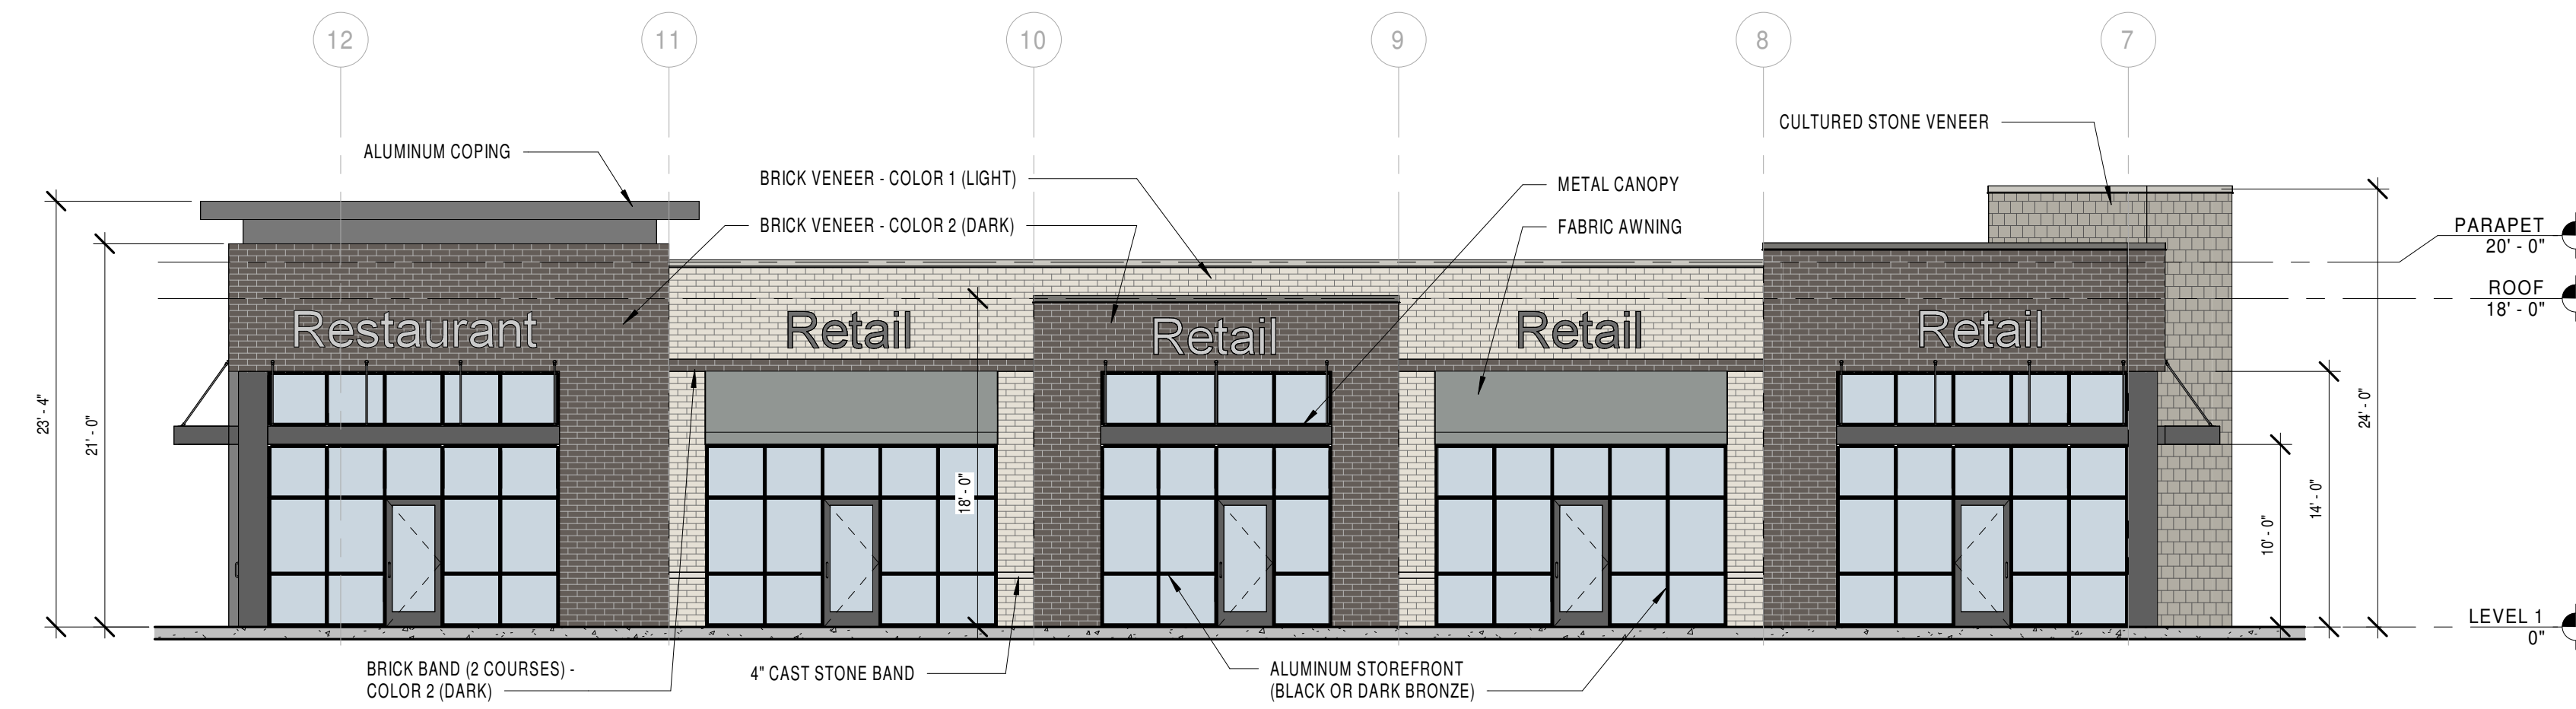 12
11
10
9
8
7
CULTURED STONE VENEER
ALUMINUM COPING
BRICK VENEER - COLOR 1 (LIGHT)
METAL CANOPY
BRICK VENEER - COLOR 2 (DARK)
FABRIC AWNING
PARAPET
20' - 0"
ROOF
18' - 0"
Restaurant
Retail
Retail
Retail
Retail
23' - 4"
21' - 0"
18' - 0"
10' - 0"
14' - 0"
24' - 0"
LEVEL 1
0"
BRICK BAND (2 COURSES) -
COLOR 2 (DARK)
4" CAST STONE BAND
ALUMINUM STOREFRONT
(BLACK OR DARK BRONZE)